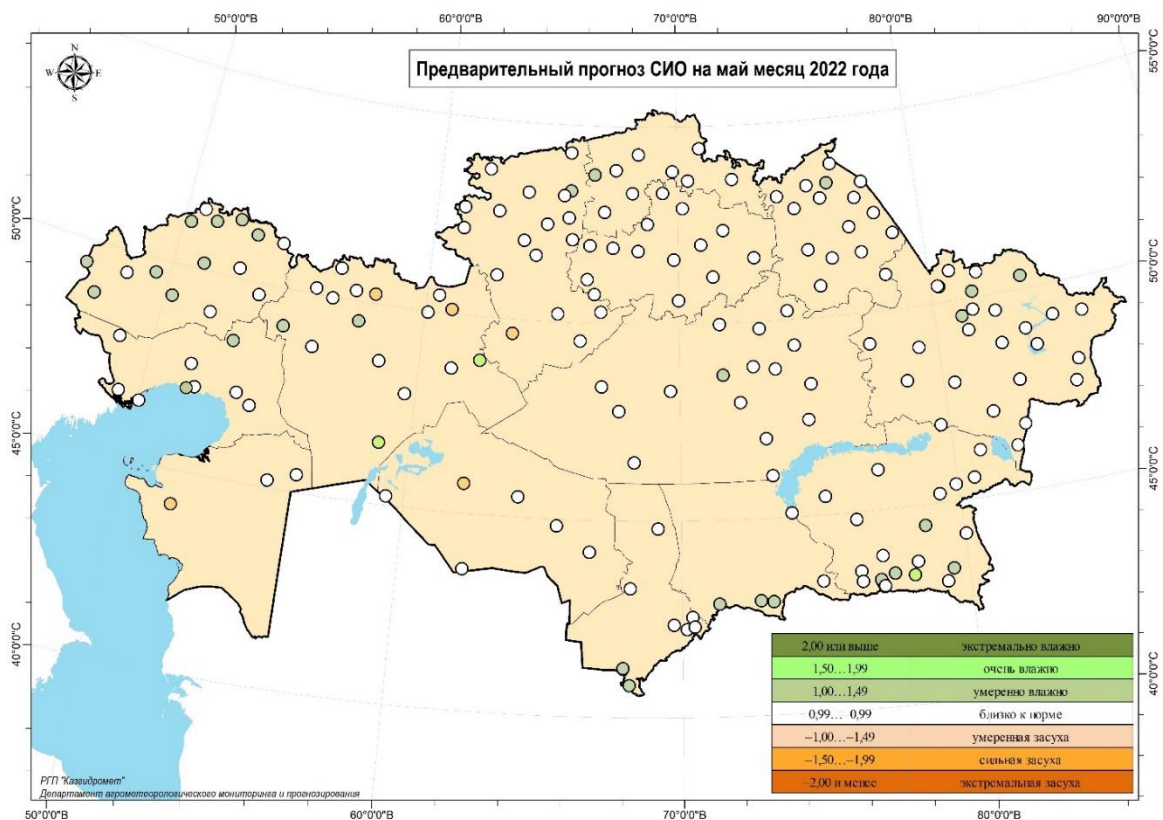 50°0'0"В 60°0'0"В 70°0'0"В 80°0'0"В 90°0'0"В
N
W E
S
Предварительный прогноз СИО на май месяц 2022 года
55°0'0"С
50°0'0"С
50°0'0"С
45°0'0"С
45°0'0"С
40°0'0"С
40°0'0"С
2,00 или выше экстремально влажно
1,50...1,99 очень влажно
1,00...1,49 умеренно влажно
0,99... 0,99 близко к норме
–1,00...–1,49 умеренная засуха
–1,50...–1,99 сильная засуха
–2,00 и менее экстремальная засуха
РГП "Казгидромет"
Департамент агрометеорологического мониторинга и прогнозирования
50°0'0"В 60°0'0"В 70°0'0"В 80°0'0"В